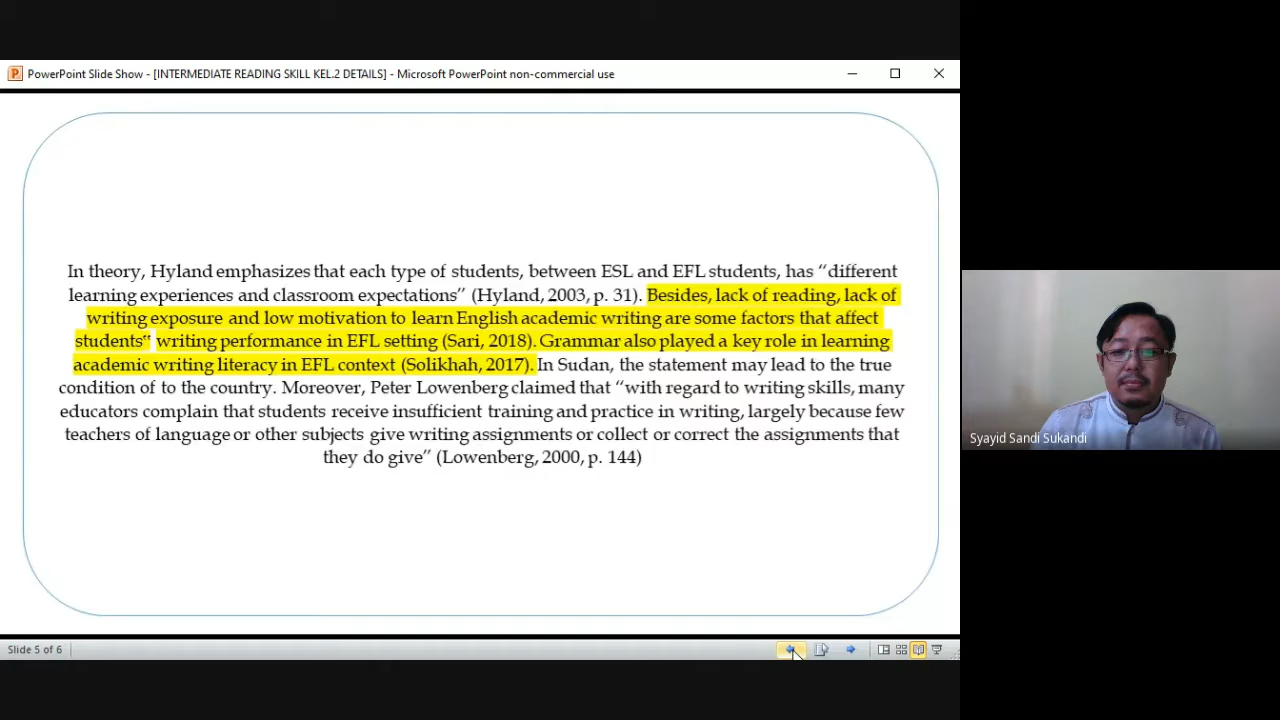 PowerPoint Slide Show - [INTERMEDIATE READING SKILL KEL.2 DETAILS] - Microsoft PowerPoint non-commercial use
In theory, Hyland emphasizes that each type of students, between ESL and EFL students, has “different
learning experiences and classroom expectations” (Hyland, 2003, p. 31). Besides, lack of reading, lack of
writing exposure and low motivation to learn English academic writing are some factors that affect
students‟ writing performance in EFL setting (Sari, 2018). Grammar also played a key role in learning
academic writing literacy in EFL context (Solikhah, 2017). In Sudan, the statement may lead to the true
condition of to the country. Moreover, Peter Lowenberg claimed that “with regard to writing skills, many
educators complain that students receive insufficient training and practice in writing, largely because few
teachers of language or other subjects give writing assignments or collect or correct the assignments that
they do give” (Lowenberg, 2000, p. 144)
Syayid Sandi Sukandi
Slide 5 of 6